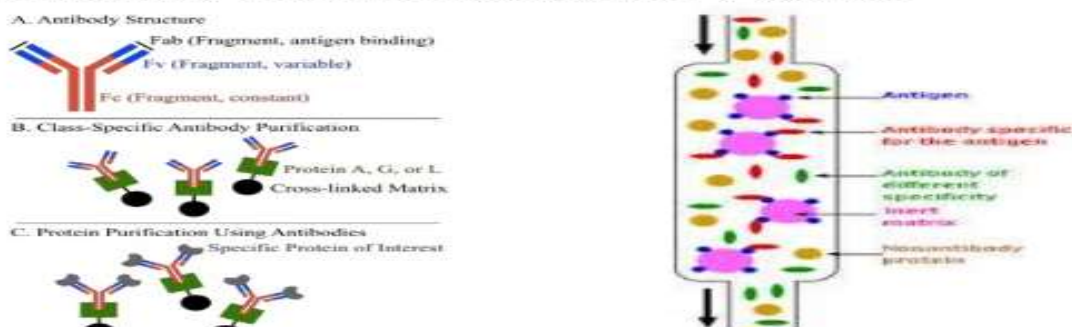 A. Antibody Structure
Fab (Fragment, antigen binding)
Fv (Fragment, variable)
Fc (Fragment, constant)
B. Class-Specific Antibody Purification
Protein A, G, or L
Cross-linked Matrix
C. Protein Purification Using Antibodies
Specific Protein of Interest
Antigen
Antibody specific
for the antigen
Antibody of
different
specificity
Inert
matrix
Nonantibody
protein